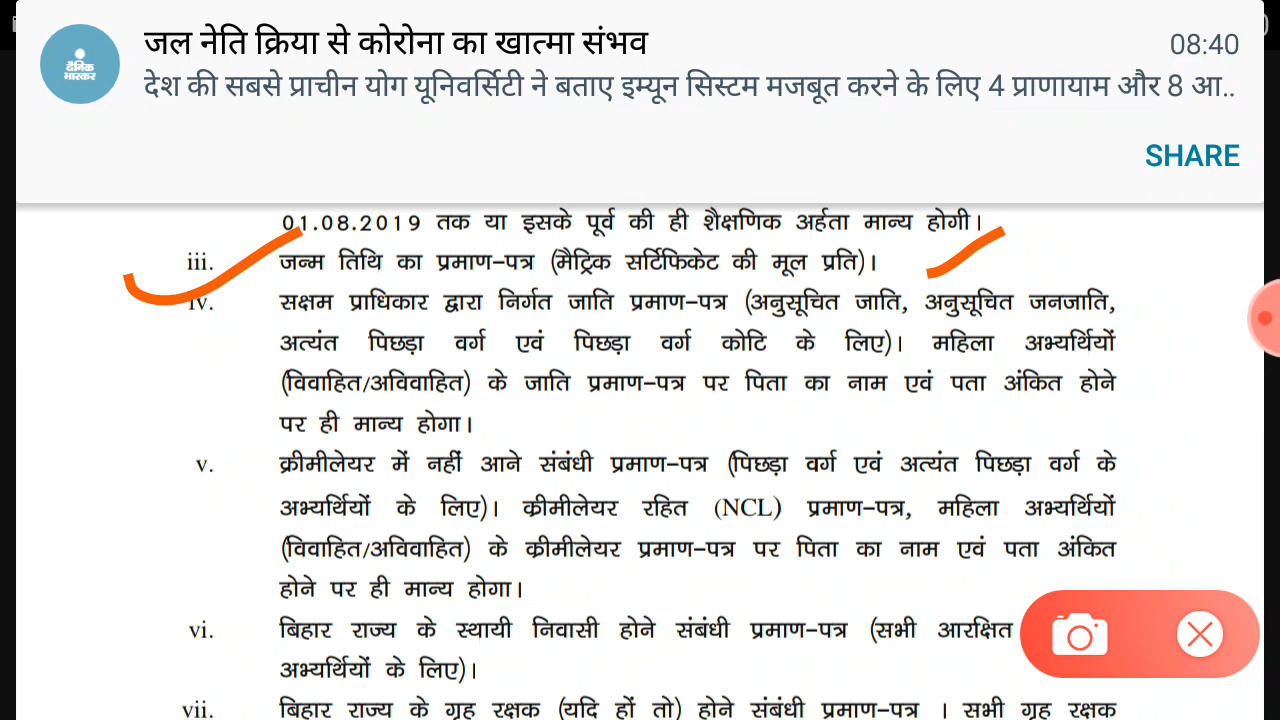 जल नेति क्रिया से कोरोना का खात्मा संभव
08:40
दैनिक
भास्कर
देश की सबसे प्राचीन योग यूनिवर्सिटी ने बताए इम्यून सिस्टम मजबूत करने के लिए 4 प्राणायाम और 8 आ..
SHARE
01.08.2019 तक या इसके पूर्व की ही शैक्षणिक अर्हता मान्य होगी।
iii. जन्म तिथि का प्रमाण–पत्र (मैट्रिक सर्टिफिकेट की मूल प्रति)।
iv. सक्षम प्राधिकार द्वारा निर्गत जाति प्रमाण–पत्र (अनुसूचित जाति, अनुसूचित जनजाति,
अत्यंत पिछड़ा वर्ग एवं पिछड़ा वर्ग कोटि के लिए)। महिला अभ्यर्थियों
(विवाहित/अविवाहित) के जाति प्रमाण–पत्र पर पिता का नाम एवं पता अंकित होने
पर ही मान्य होगा।
v. क्रीमीलेयर में नहीं आने संबंधी प्रमाण–पत्र (पिछड़ा वर्ग एवं अत्यंत पिछड़ा वर्ग के
अभ्यर्थियों के लिए)। क्रीमीलेयर रहित (NCL) प्रमाण–पत्र, महिला अभ्यर्थियों
(विवाहित/अविवाहित) के क्रीमीलेयर प्रमाण–पत्र पर पिता का नाम एवं पता अंकित
होने पर ही मान्य होगा।
vi. बिहार राज्य के स्थायी निवासी होने संबंधी प्रमाण–पत्र (सभी आरक्षित
अभ्यर्थियों के लिए)।
vii. बिहार राज्य के गृह रक्षक (यदि हों तो) होने संबंधी प्रमाण–पत्र । सभी गृह रक्षक